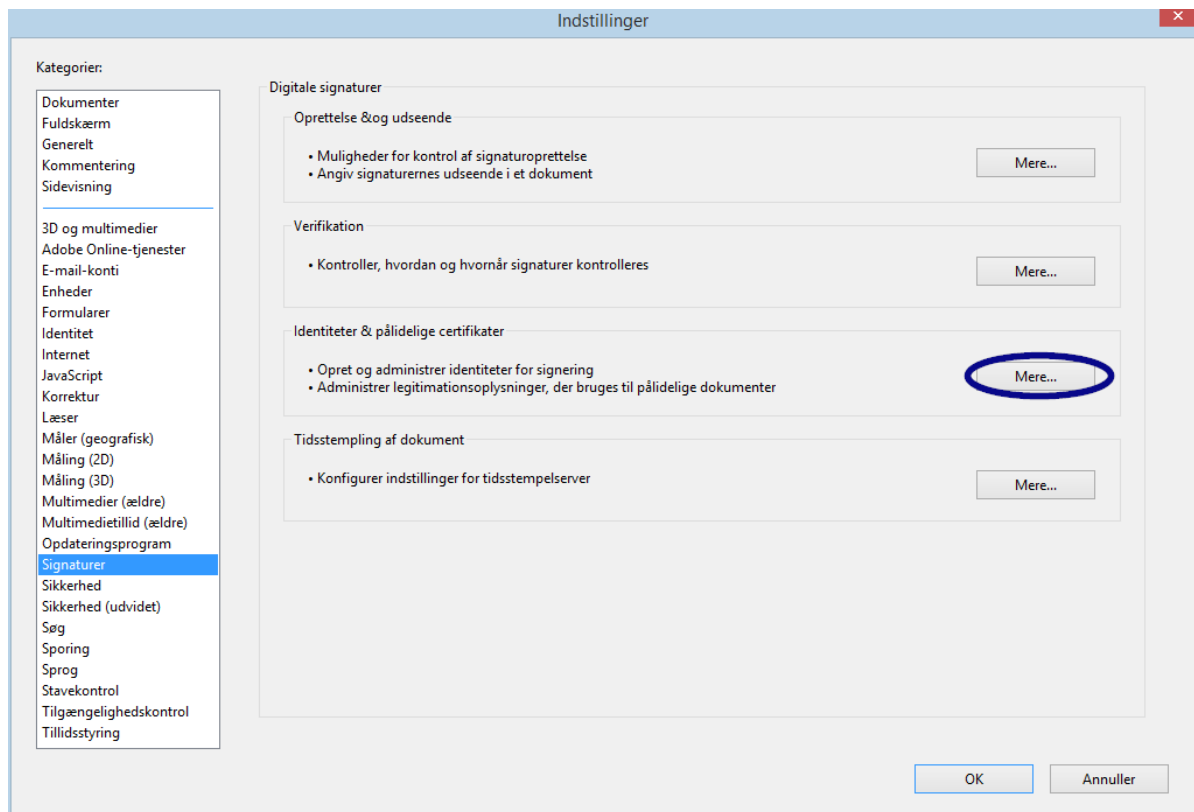 Indstillinger
Kategorier:
Dokumenter
Fuldskærm
Generelt
Kommentering
Sidevisning
3D og multimedier
Adobe Online-tjenester
E-mail-konti
Enheder
Formularer
Identitet
Internet
JavaScript
Korrektur
Læser
Måler (geografisk)
Måling (2D)
Måling (3D)
Multimedier (ældre)
Multimedietillid (ældre)
Opdateringsprogram
Signaturer
Sikkerhed
Sikkerhed (udvidet)
Søg
Sporing
Sprog
Stavekontrol
Tilgængelighedskontrol
Tillidsstyring
Digitale signaturer
Oprettelse &og udseende
• Muligheder for kontrol af signaturoprettelse
• Angiv signaturernes udseende i et dokument
Mere...
Verifikation
• Kontroller, hvordan og hvornår signaturer kontrolleres
Mere...
Identiteter & pålidelige certifikater
• Opret og administrer identiteter for signering
• Administrer legitimationsoplysninger, der bruges til pålidelige dokumenter
Mere...
Tidsstempling af dokument
• Konfigurer indstillinger for tidsstempelserver
Mere...
OK
Annuller